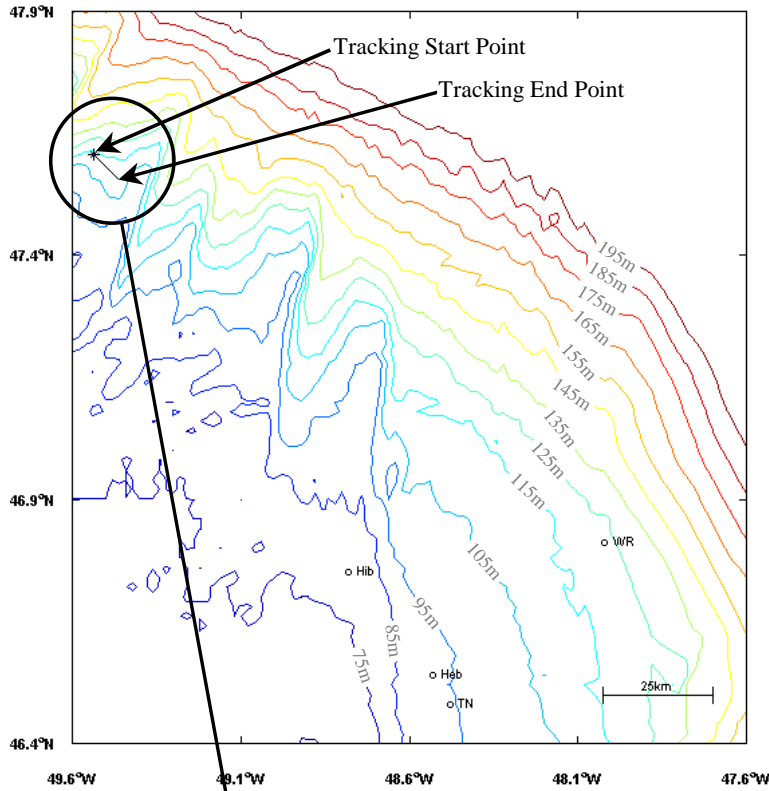 47.9°N
Tracking Start Point
Tracking End Point
47.4°N
195m
185m
175m
165m
155m
145m
135m
125m
115m
105m
95m
85m
75m
46.9°N
WR
Hib
Heb
TN
25km
46.4°N
49.6°W 49.1°W 48.6°W 48.1°W 47.6°W